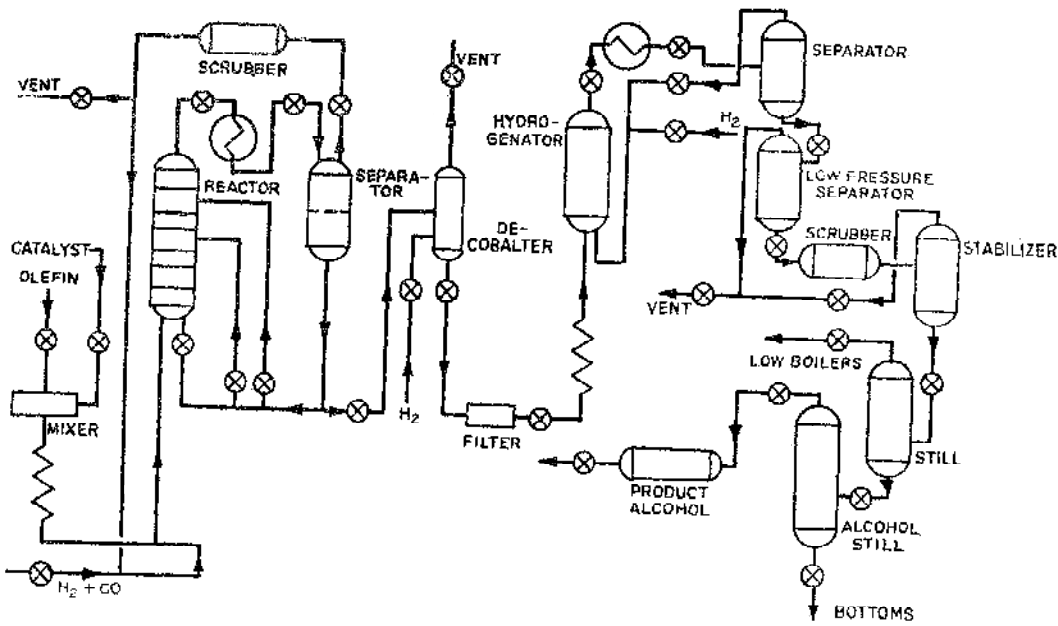 SCRUBBER
VENT
REACTOR
SEPARA-
TOR
CATALYST
OLEFIN
MIXER
H2 + CO
VENT
DE-
COBALTER
H2
FILTER
HYDRO-
GENATOR
SEPARATOR
H2
LOW PRESSURE
SEPARATOR
SCRUBBER
STABILIZER
VENT
LOW BOILERS
STILL
PRODUCT
ALCOHOL
ALCOHOL
STILL
BOTTOMS